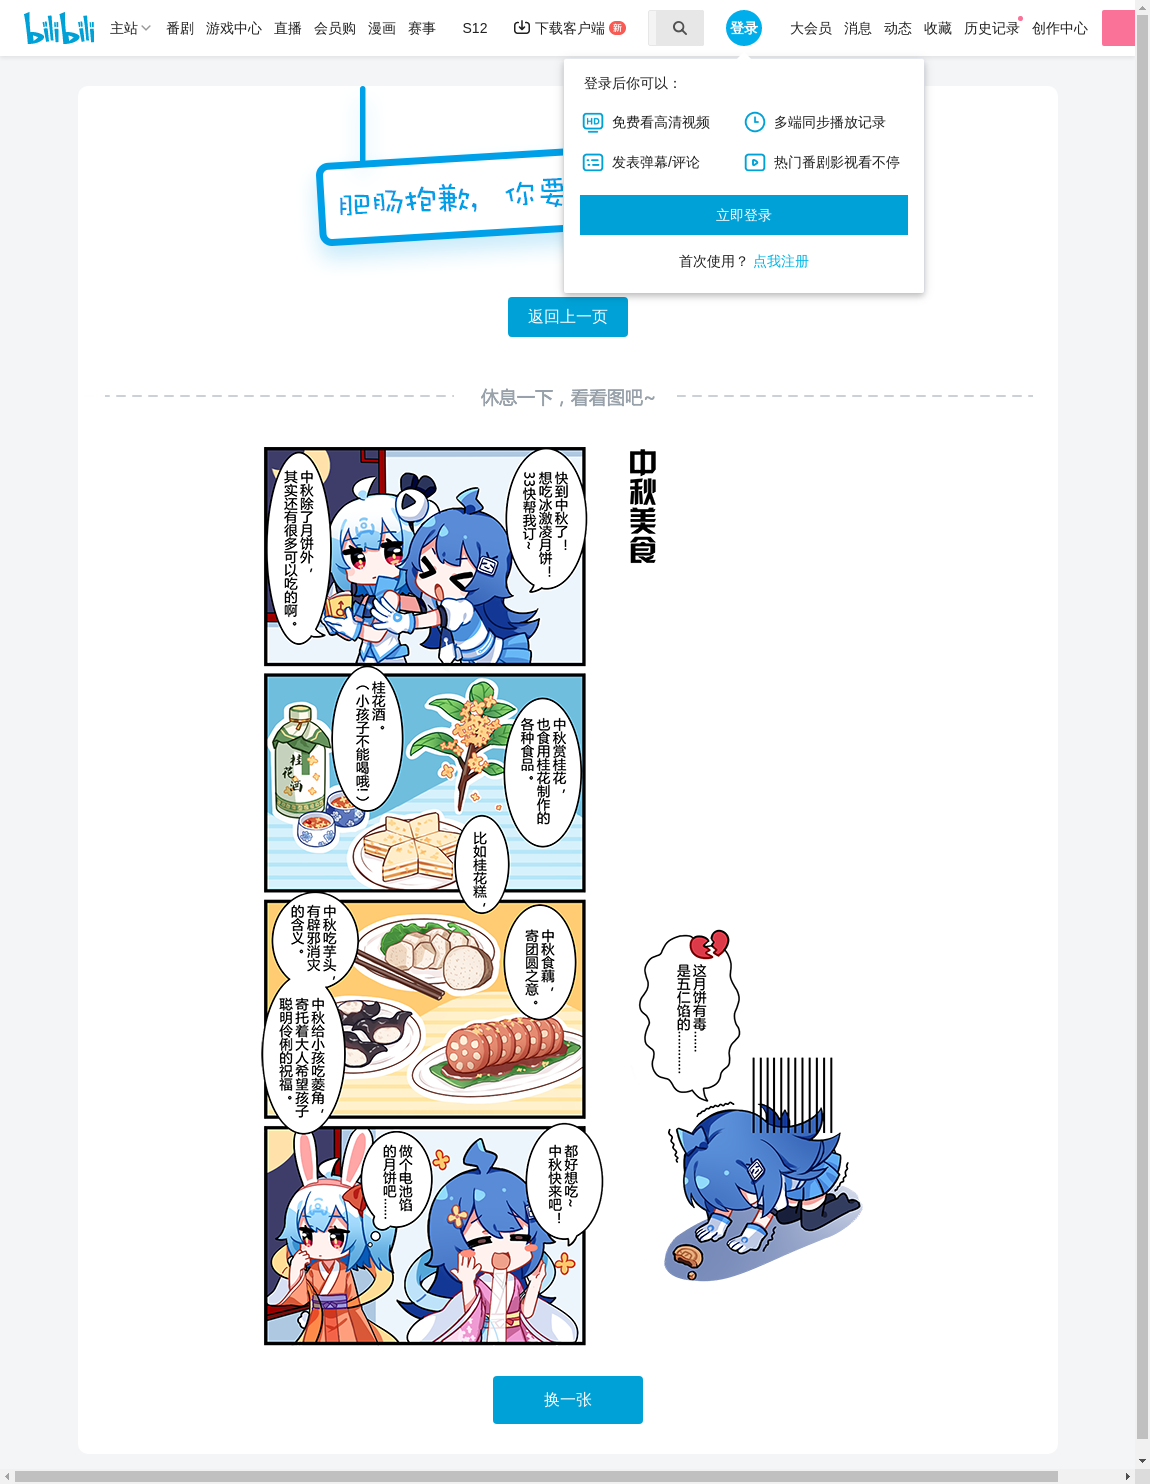 bilibili
主站
番剧
游戏中心
直播
会员购
漫画
赛事
S12
下载客户端
新
登录
大会员
消息
动态
收藏
历史记录
创作中心
登录后你可以：
免费看高清视频
多端同步播放记录
发表弹幕/评论
热门番剧影视看不停
立即登录
首次使用？ 点我注册
肥肠抱歉，你要
返回上一页
休息一下，看看图吧~
中秋美食
快到中秋了！
想吃冰激凌月饼！
33快帮我订~
中秋除了月饼外，
其实还有很多可以吃的啊。
中秋赏桂花，
也食用桂花制作的
各种食品。
桂花酒。
（小孩子不能喝哦!）
桂花酒
比如桂花糕，
中秋食藕，
寄团圆之意。
中秋吃芋头，
有辟邪消灾
的含义。
中秋给小孩吃菱角，
寄托着大人希望孩子
聪明伶俐的祝福。
都好想吃~
中秋快来吧！
做个电池馅
的月饼吧……
这月饼有毒……
是五仁馅的…………
换一张